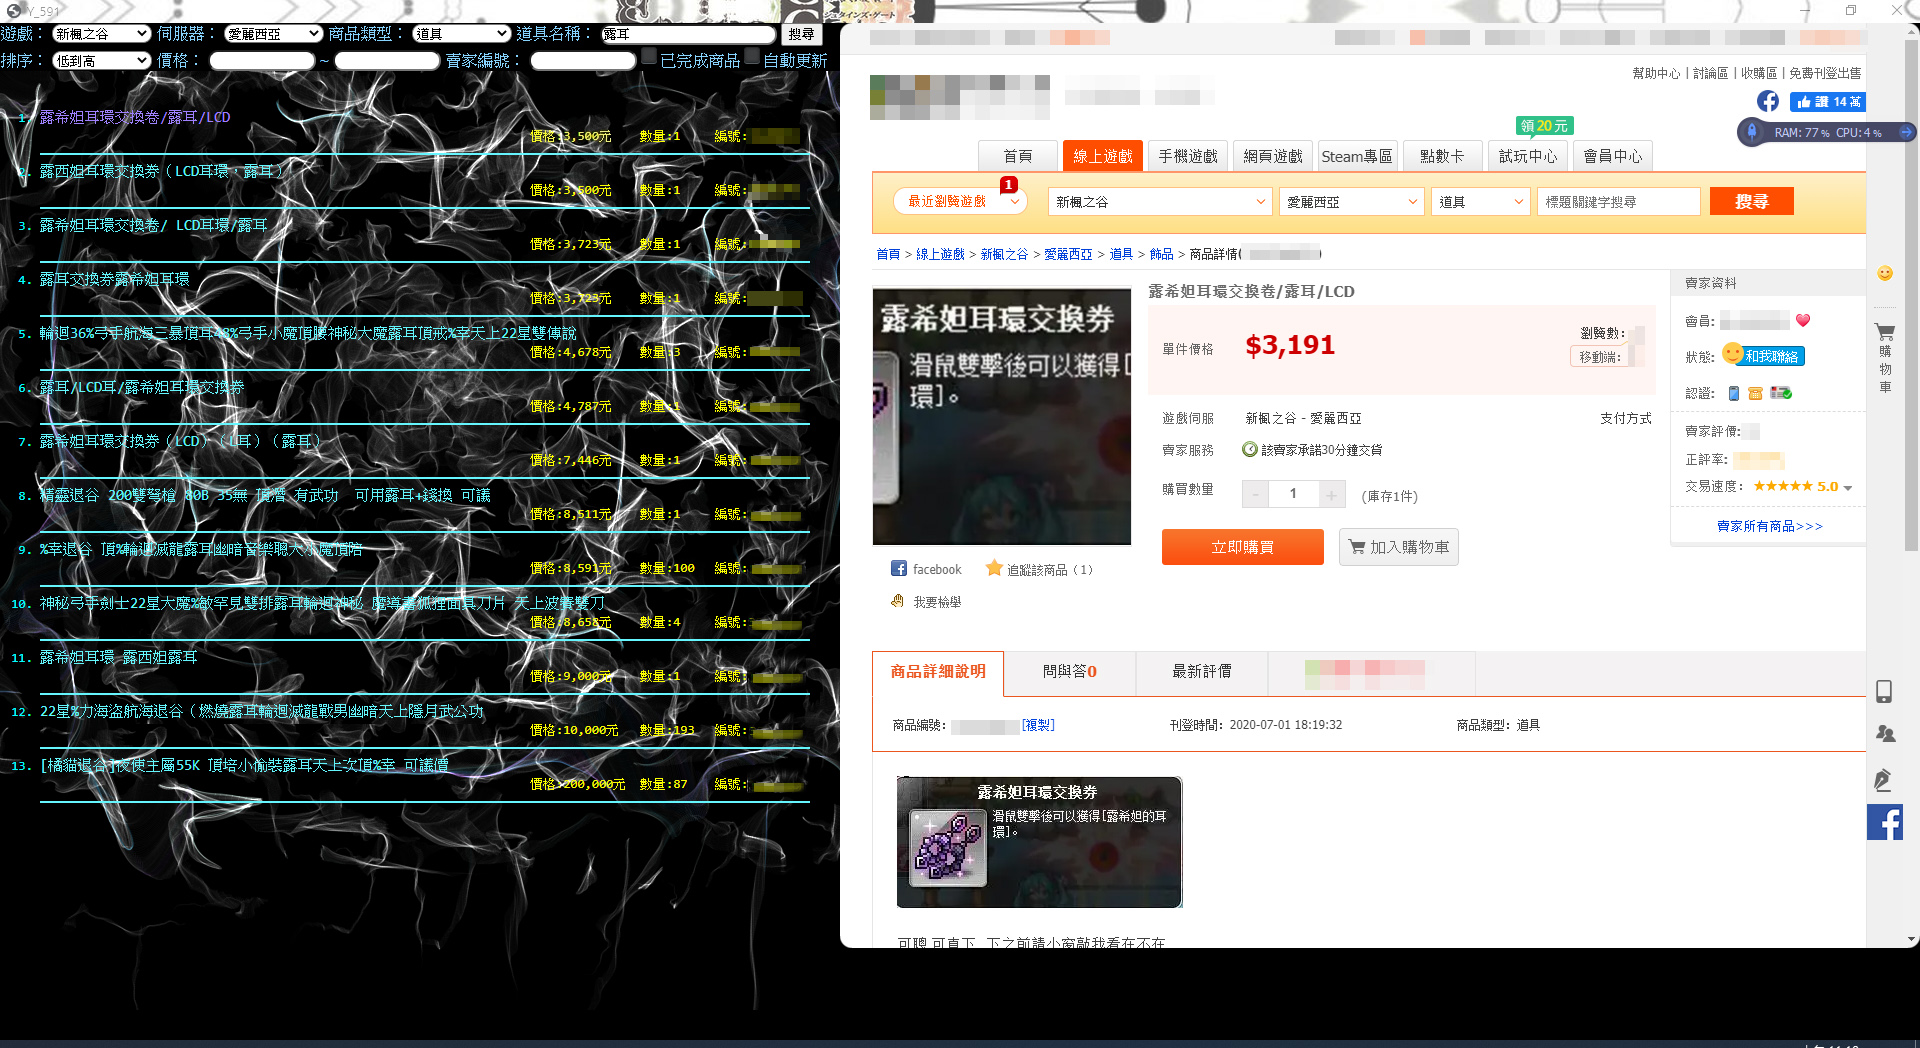 Y_591
遊戲： 新楓之谷 伺服器： 愛麗西亞 商品類型： 道具 道具名稱： 露耳 搜尋
排序： 低到高 價格： ~ 賣家編號： 已完成商品 自動更新
1. 露希妲耳環交換卷/露耳/LCD
價格:3,500元 數量:1 編號:
2. 露西妲耳環交換券（LCD耳環，露耳）
價格:3,500元 數量:1 編號:
3. 露希妲耳環交換卷/ LCD耳環/露耳
價格:3,723元 數量:1 編號:
4. 露耳交換券露希妲耳環
價格:3,723元 數量:1 編號:
5. 輪迴36%弓手航海三暴頂耳48%弓手小魔頂腰神秘大魔露耳頂戒%幸天上22星雙傳說
價格:4,678元 數量:3 編號:
6. 露耳/LCD耳/露希妲耳環交換券
價格:4,787元 數量:1 編號:
7. 露希妲耳環交換券（LCD）（L耳）（露耳）
價格:7,446元 數量:1 編號:
8. 精靈退谷 200雙弩槍 80B 35無 頂潛 有武功 可用露耳+錢換 可議
價格:8,511元 數量:1 編號:
9. %幸退谷 頂%輪迴滅龍露耳幽暗音樂聰大小魔頂暗
價格:8,591元 數量:100 編號:
10. 神秘弓手劍士22星大魔%敏罕見雙排露耳輪迴神秘 魔導書狐狸面具刀片 天上波賽雙刀
價格:8,658元 數量:4 編號:
11. 露希妲耳環 露西妲露耳
價格:9,000元 數量:1 編號:
12. 22星%力海盜航海退谷（燃燒露耳輪迴滅龍戰男幽暗天上隱月武公功
價格:10,000元 數量:193 編號:
13. [橘貓退谷]夜使主屬55K 頂培小偷裝露耳天上次頂%幸 可議價
價格:200,000元 數量:87 編號:
幫助中心 | 討論區 | 收購區 | 免費刊登出售
讚 14 萬
領20元
RAM: 77% CPU: 4%
首頁 線上遊戲 手機遊戲 網頁遊戲 Steam專區 點數卡 試玩中心 會員中心
最近瀏覽遊戲 1 新楓之谷 愛麗西亞 道具 標題關鍵字搜尋 搜尋
首頁 > 線上遊戲 > 新楓之谷 > 愛麗西亞 > 道具 > 飾品 > 商品詳情( )
露希妲耳環交換券
滑鼠雙擊後可以獲得[
環]。
露希妲耳環交換卷/露耳/LCD
單件價格 $3,191
瀏覽數:
移動端:
遊戲伺服 新楓之谷 - 愛麗西亞 支付方式
賣家服務 該賣家承諾30分鐘交貨
購買數量 - 1 + (庫存1件)
立即購買 加入購物車
facebook 追蹤該商品（1）
我要檢舉
賣家資料
會員:
狀態: 和我聯絡
認證:
賣家評價:
正評率:
交易速度: ★★★★★ 5.0
賣家所有商品>>>
購物車
商品詳細說明 問與答0 最新評價
商品編號: [複製] 刊登時間: 2020-07-01 18:19:32 商品類型: 道具
露希妲耳環交換券
滑鼠雙擊後可以獲得[露希妲的耳
環]。
可聰 可直下 下之前請小窗敲我看在不在